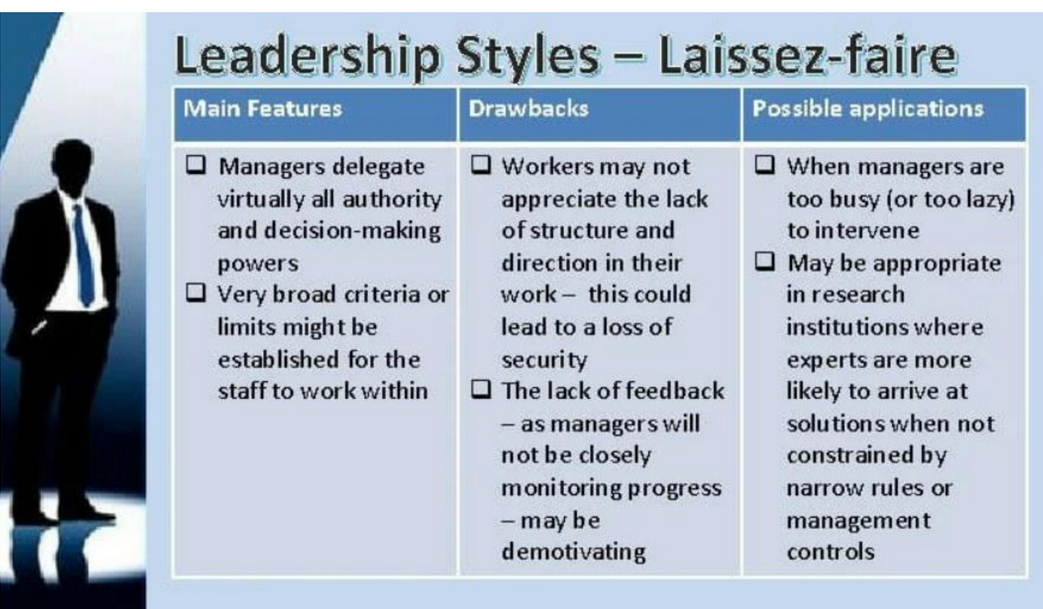 Leadership Styles – Laissez-faire
Main Features
❑ Managers delegate
virtually all authority
and decision-making
powers
❑ Very broad criteria or
limits might be
established for the
staff to work within
Drawbacks
❑ Workers may not
appreciate the lack
of structure and
direction in their
work – this could
lead to a loss of
security
❑ The lack of feedback
– as managers will
not be closely
monitoring progress
– may be
demotivating
Possible applications
❑ When managers are
too busy (or too lazy)
to intervene
❑ May be appropriate
in research
institutions where
experts are more
likely to arrive at
solutions when not
constrained by
narrow rules or
management
controls